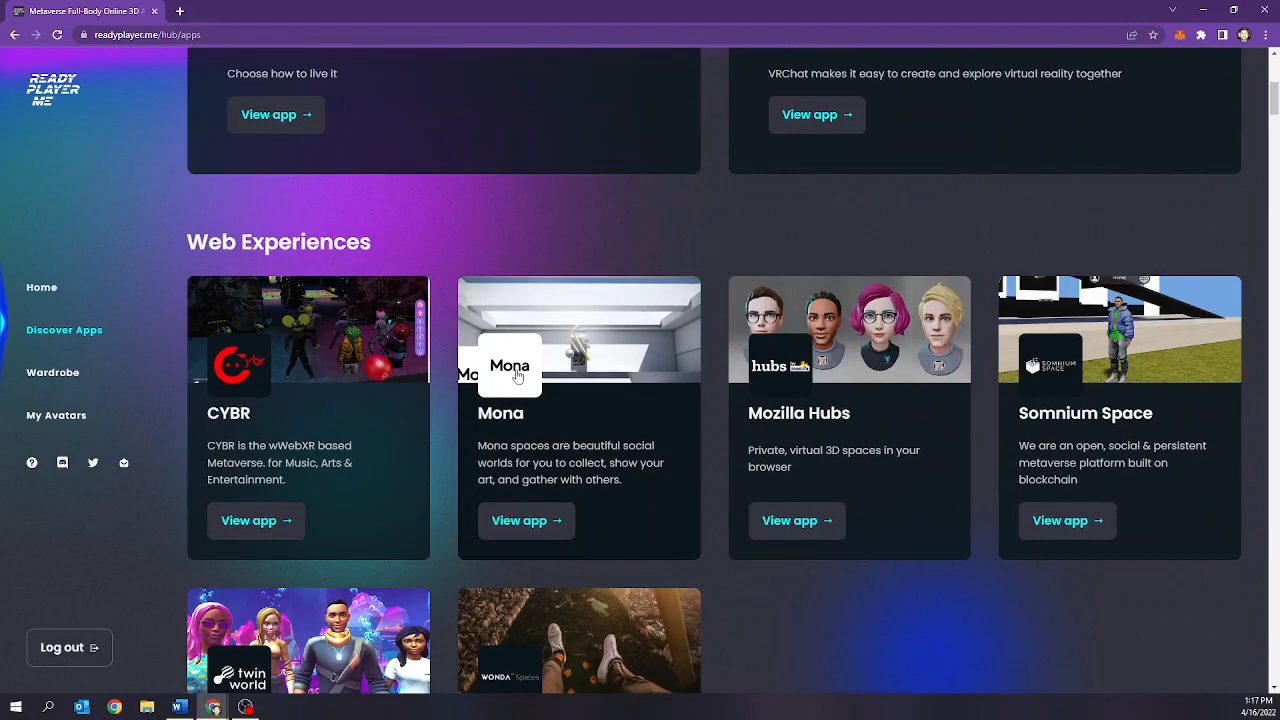 Metaverse Full-Body Online 3D A
readyplayer.me/hub/apps
READY
PLAYER
ME
Choose how to live it
View app →
VRChat makes it easy to create and explore virtual reality together
View app →
Web Experiences
Home
Discover Apps
Wardrobe
My Avatars
Log out
Cybr
CYBR
CYBR is the wWebXR based
Metaverse. for Music, Arts &
Entertainment.
View app →
Mona
Mona
Mona spaces are beautiful social
worlds for you to collect, show your
art, and gather with others.
View app →
hubs
Mozilla Hubs
Private, virtual 3D spaces in your
browser
View app →
SOMNIUM
SPACE
Somnium Space
We are an open, social & persistent
metaverse platform built on
blockchain
View app →
twin
world
WONDA Spaces
1:17 PM
4/16/2022